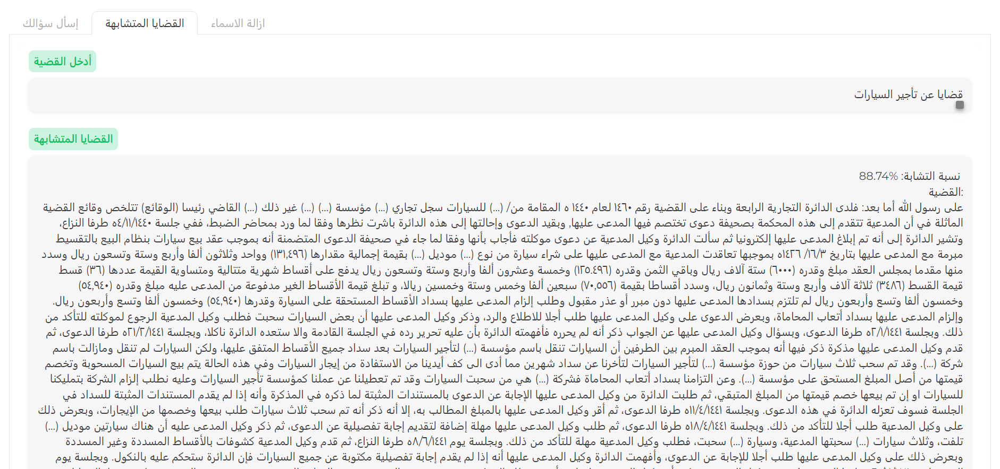 إسأل سؤالك
القضايا المتشابهة
ازالة الاسماء
أدخل القضية
قضايا عن تأجير السيارات
القضايا المتشابهة
نسبة التشابة: 88.74%
:القضية
على رسول الله أما بعد: فلدى الدائرة التجارية الرابعة وبناء على القضية رقم ١٤٦٠ لعام ١٤٤٠ ه المقامة من/ (...) للسيارات سجل تجاري (...) مؤسسة (...) (...) غير ذلك (...) القاضي رئيسا (الوقائع) تتلخص وقائع القضية
الماثلة في أن المدعية تتقدم إلى هذه المحكمة بصحيفة دعوى تختصم فيها المدعى عليها, وبقيد الدعوى وإحالتها إلى هذه الدائرة باشرت نظرها وفقا لما ورد بمحاضر الضبط، ففي جلسة ٤/١١/١٤٤٠ه طرفا النزاع،
وتشير الدائرة إلى أنه تم إبلاغ المدعى عليها إلكترونيا ثم سألت الدائرة وكيل المدعية عن دعوى موكلته فأجاب بأنها وفقا لما جاء في صحيفة الدعوى المتضمنة أنه بموجب عقد بيع سيارات بنظام البيع بالتقسيط
مبرمة مع المدعى عليها بتاريخ ١٦/٣/ ١٤٢٦ه بموجبها تعاقدت المدعية مع المدعى عليها على شراء سيارة من نوع (...) موديل (...) بقيمة إجمالية مقدارها (١٣١,٤٩٦) وواحد وثلاثون ألفا وأربع وستة وتسعون ريال وسدد
منها مقدما بمجلس العقد مبلغ وقدره (٦٠٠٠) ستة آلاف ريال وباقي الثمن وقدره (١٢٥.٤٩٦) وخمسة وعشرون ألفا وأربع وستة وتسعون ريال يدفع على أقساط شهرية متتالية ومتساوية القيمة عددها (٣٦) قسط
قيمة القسط (٣٤٨٦) ثلاثة آلاف وأربع وستة وثمانون ريال، وسدد أقساطا بقيمة (٧٠,٥٥٦) سبعين ألفا وخمس وستة وخمسين ريالا، و تبلغ قيمة الأقساط الغير مدفوعة من المدعى عليه مبلغ وقدره (٥٤,٩٤٠)
وخمسون ألفا وتسع وأربعون ريال لم تلتزم بسدادها المدعى عليها دون مبرر أو عذر مقبول وطلب إلزام المدعى عليها بسداد الأقساط المستحقة على السيارة وقدرها (٥٤,٩٤٠) وخمسون ألفا وتسع وأربعون ريال.
وإلزام المدعى عليها بسداد أتعاب المحاماة، وبعرض الدعوى على وكيل المدعى عليها طلب أجلا للاطلاع والرد، وذكر وكيل المدعى عليها أن بعض السيارات سحبت فطلب وكيل المدعية الرجوع لموكلته للتأكد من
ذلك. وبجلسة ٢/١/١٤٤١ه طرفا الدعوى، وبسؤال وكيل المدعى عليها عن الجواب ذكر أنه لم يحرره فأفهمته الدائرة بأن عليه تحرير رده في الجلسة القادمة والا ستعده الدائرة ناكلا، وبجلسة ٢١/٢/١٤٤١ه طرفا الدعوى، ثم
قدم وكيل المدعى عليها مذكرة ذكر فيها أنه بموجب العقد المبرم بين الطرفين أن السيارات تنقل باسم مؤسسة (...) لتأجير السيارات بعد سداد جميع الأقساط المتفق عليها، ولكن السيارات لم تنقل ومازالت باسم
شركة (...). وقد تم سحب ثلاث سيارات من حوزة مؤسسة (...) لتأجير السيارات لتأخرنا عن سداد شهرين مما أدى الى كف أيدينا من الاستفادة من إيجار السيارات وفي هذه الحالة يتم بيع السيارات المسحوبة وتخصم
قيمتها من أصل المبلغ المستحق على مؤسسة (...). وعن التزامنا بسداد أتعاب المحاماة فشركة (...) هي من سحبت السيارات وقد تم تعطيلنا عن عملنا كمؤسسة تأجير السيارات وعليه نطلب إلزام الشركة بتمليكنا
للسيارات او إن تم بيعها خصم قيمتها من المبلغ المتبقي، ثم طلبت الدائرة من وكيل المدعى عليها الإجابة عن الدعوى بالمستندات المثبتة لما ذكره في المذكرة وأنه إذا لم يقدم المستندات المثبتة للسداد في
الجلسة فسوف تعزله الدائرة في هذه الدعوى. وبجلسة ١١/٤/١٤٤١ه طرفا الدعوى، ثم أقر وكيل المدعى عليها بالمبلغ المطالب به، إلا أنه ذكر أنه تم سحب ثلاث سيارات طلب بيعها وخصمها من الإيجارات، وبعرض ذلك
على وكيل المدعية طلب أجلا للتأكد من ذلك. وبجلسة ١٨/٤/١٤٤١ه طرفا الدعوى، ثم طلب وكيل المدعى عليها مهلة إضافة لتقديم إجابة تفصيلية عن الدعوى، ثم ذكر وكيل المدعى عليه أن هناك سيارتين موديل (...)
تلفت، وثلاث سيارات (...) سحبتها المدعية، وسيارة (...) سحبت، فطلب وكيل المدعية مهلة للتأكد من ذلك. وبجلسة يوم ٨/٦/١٤٤١ه طرفا النزاع، ثم قدم وكيل المدعية كشوفات بالأقساط المسددة وغير المسددة
وبعرض ذلك على وكيل المدعى عليها طلب أجلا للإجابة عن الدعوى، وأفهمت الدائرة وكيل المدعى عليها أنه إذا لم يقدم إجابة تفصيلية مكتوبة عن جميع السيارات فإن الدائرة ستحكم عليه بالنكول. وبجلسة يوم